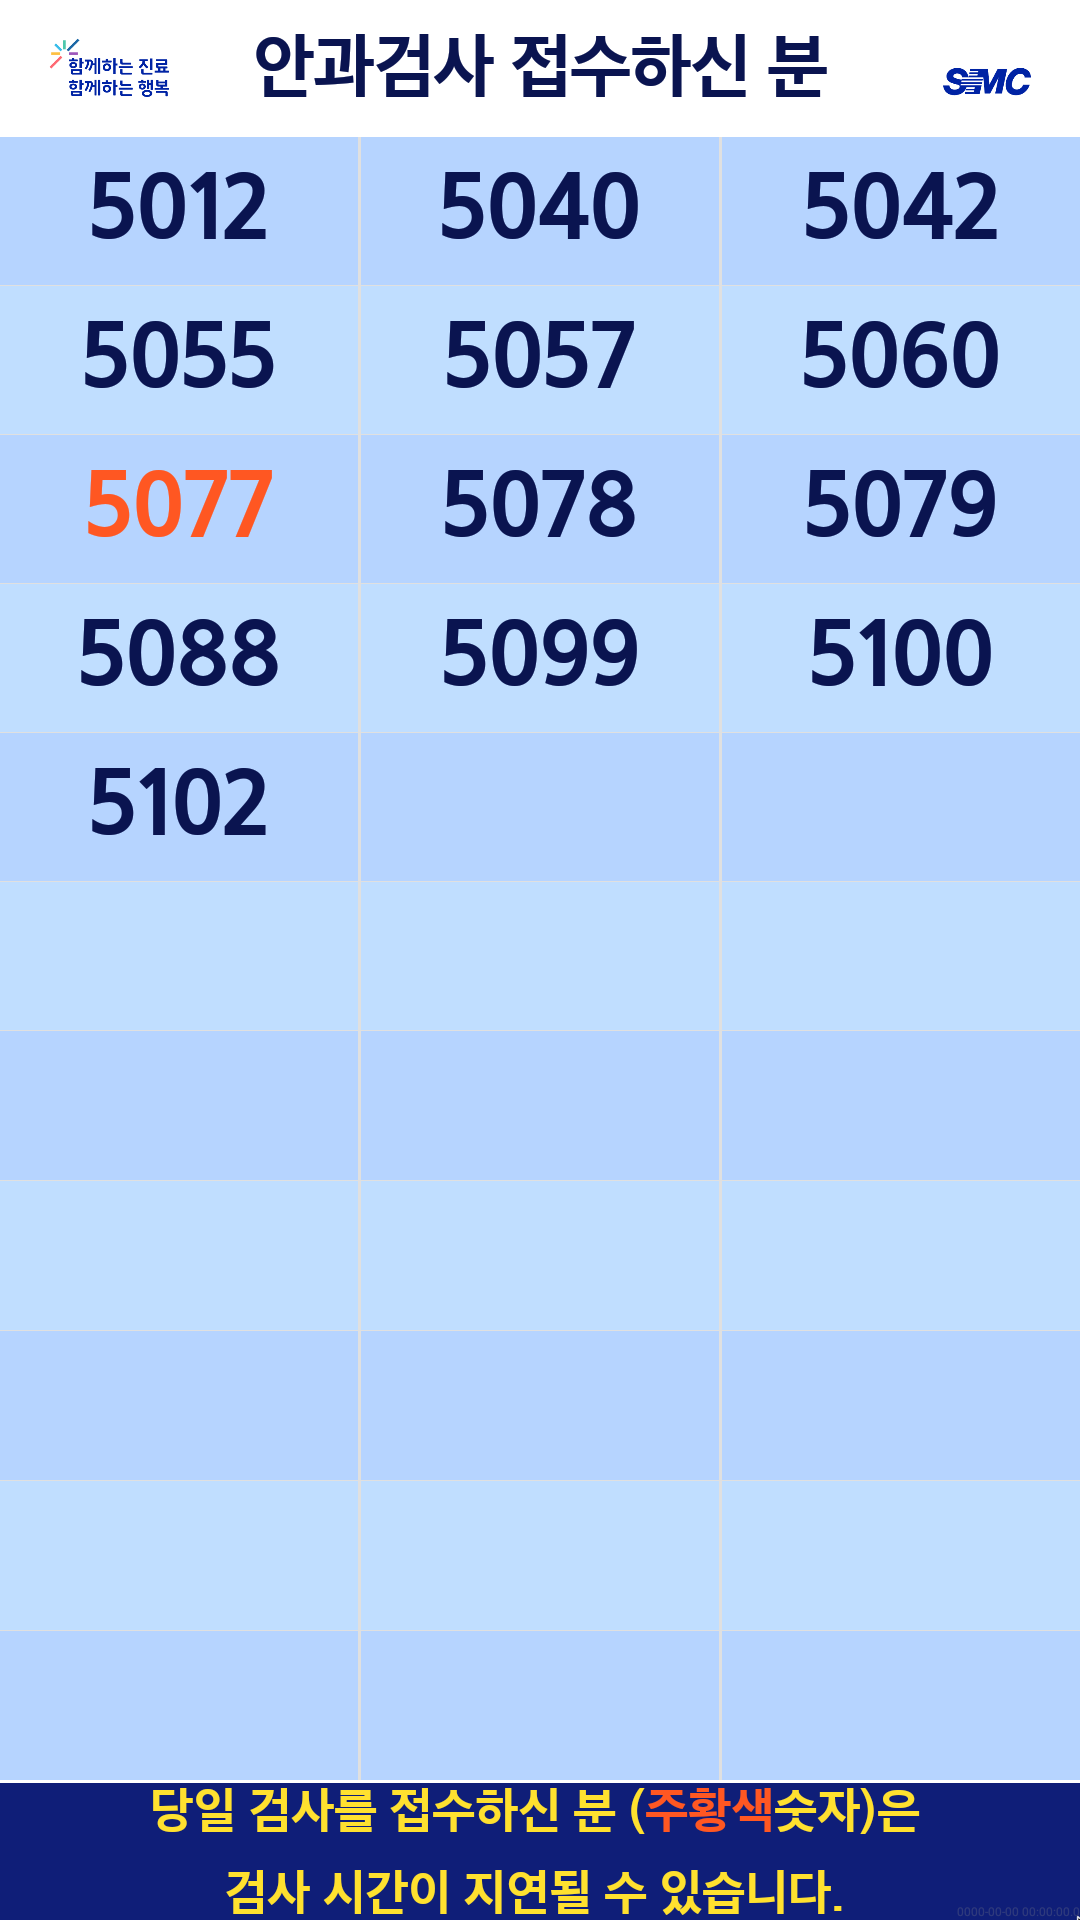 함께하는 진료
함께하는 행복
안과검사 접수하신 분
SMC
5012 5040 5042
5055 5057 5060
5077 5078 5079
5088 5099 5100
5102
당일 검사를 접수하신 분 (주황색숫자)은
검사 시간이 지연될 수 있습니다.
0000-00-00 00:00:00.0